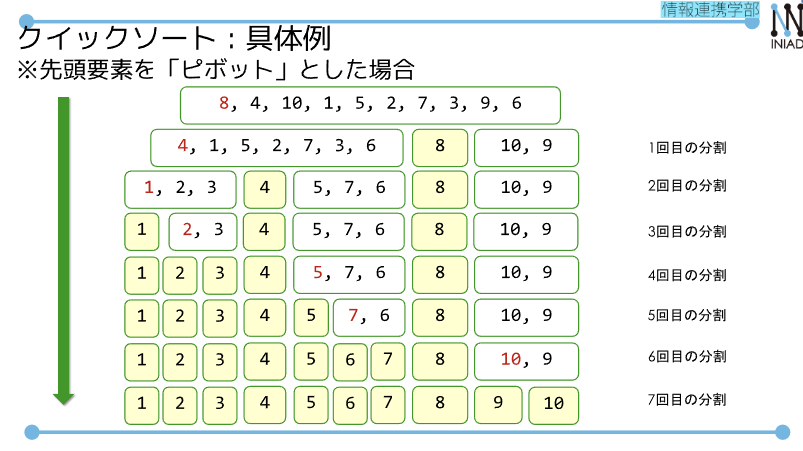 情報連携学部
INIAD
クイックソート：具体例
※先頭要素を「ピボット」とした場合
8, 4, 10, 1, 5, 2, 7, 3, 9, 6
4, 1, 5, 2, 7, 3, 6 8 10, 9 1回目の分割
1, 2, 3 4 5, 7, 6 8 10, 9 2回目の分割
1 2, 3 4 5, 7, 6 8 10, 9 3回目の分割
1 2 3 4 5, 7, 6 8 10, 9 4回目の分割
1 2 3 4 5 7, 6 8 10, 9 5回目の分割
1 2 3 4 5 6 7 8 10, 9 6回目の分割
1 2 3 4 5 6 7 8 9 10 7回目の分割